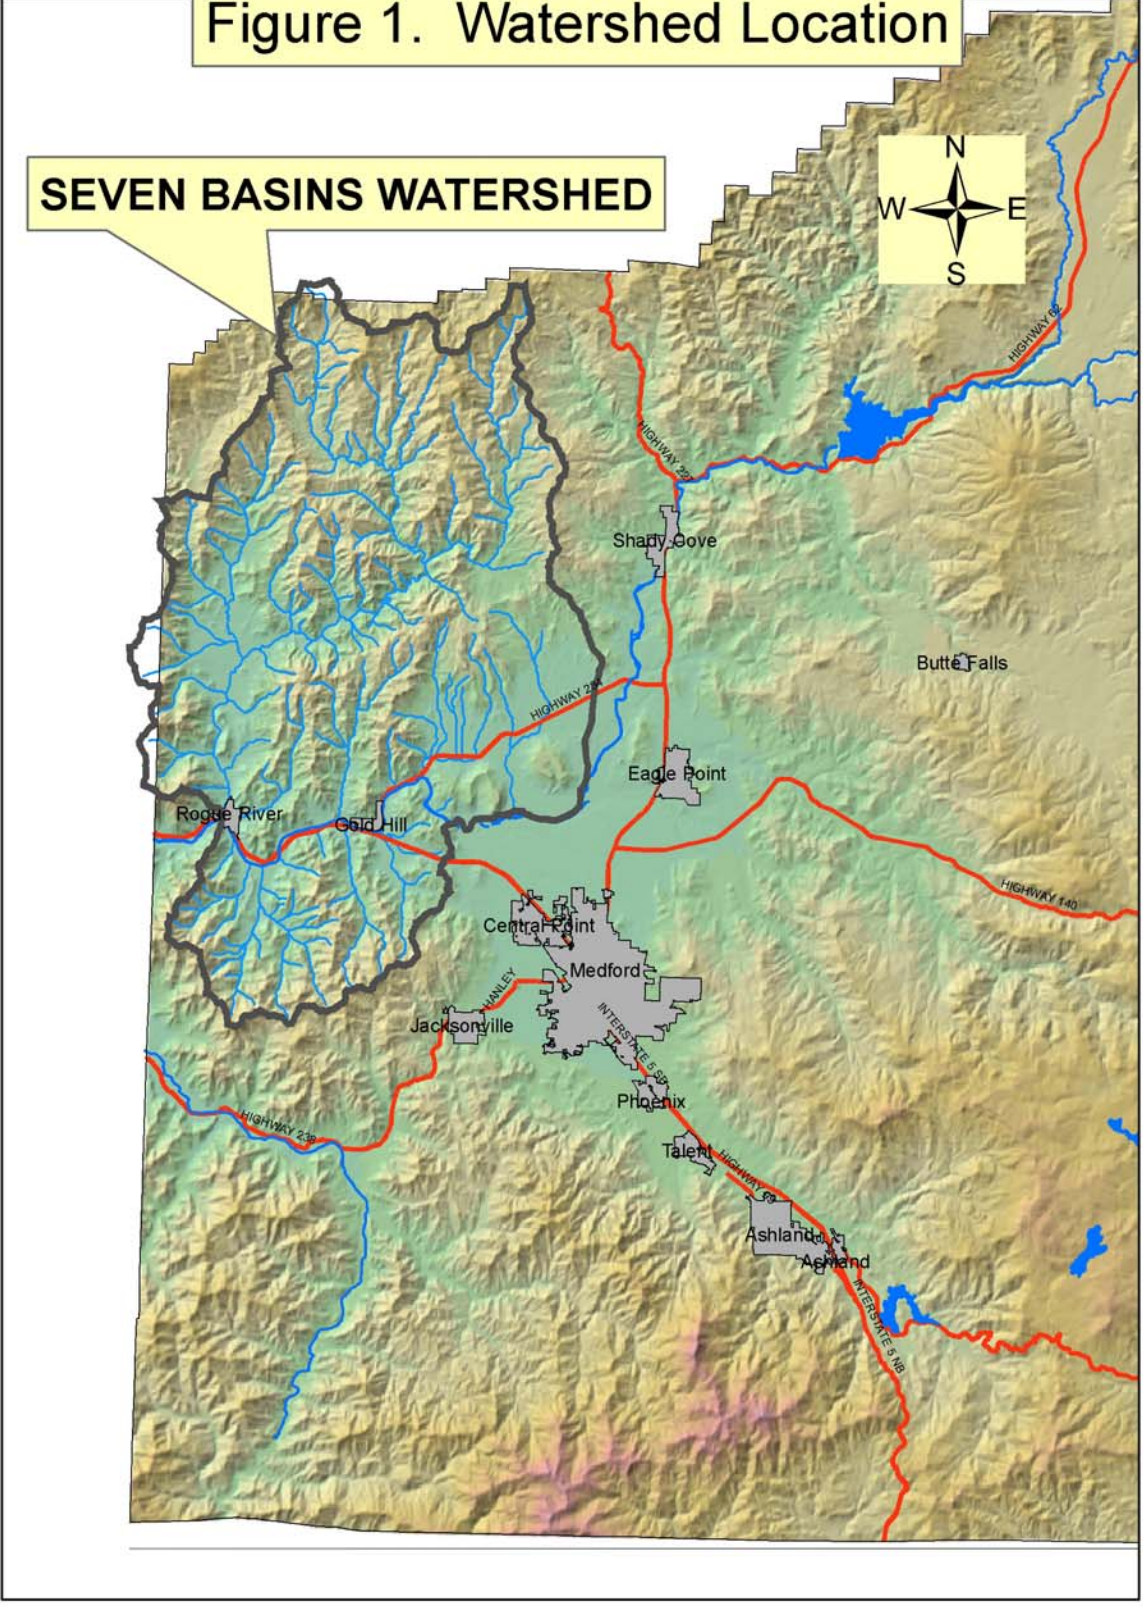 Figure 1. Watershed Location
SEVEN BASINS WATERSHED
N
W
E
S
HIGHWAY 62
HIGHWAY 227
Shady Cove
Butte Falls
HIGHWAY 234
Eagle Point
Rogue River
Gold Hill
HIGHWAY 140
Central Point
Medford
HANLEY
Jacksonville
INTERSTATE 5 SB
Phoenix
HIGHWAY 238
Talent
HIGHWAY 99
Ashland
Ashland
INTERSTATE 5 NB